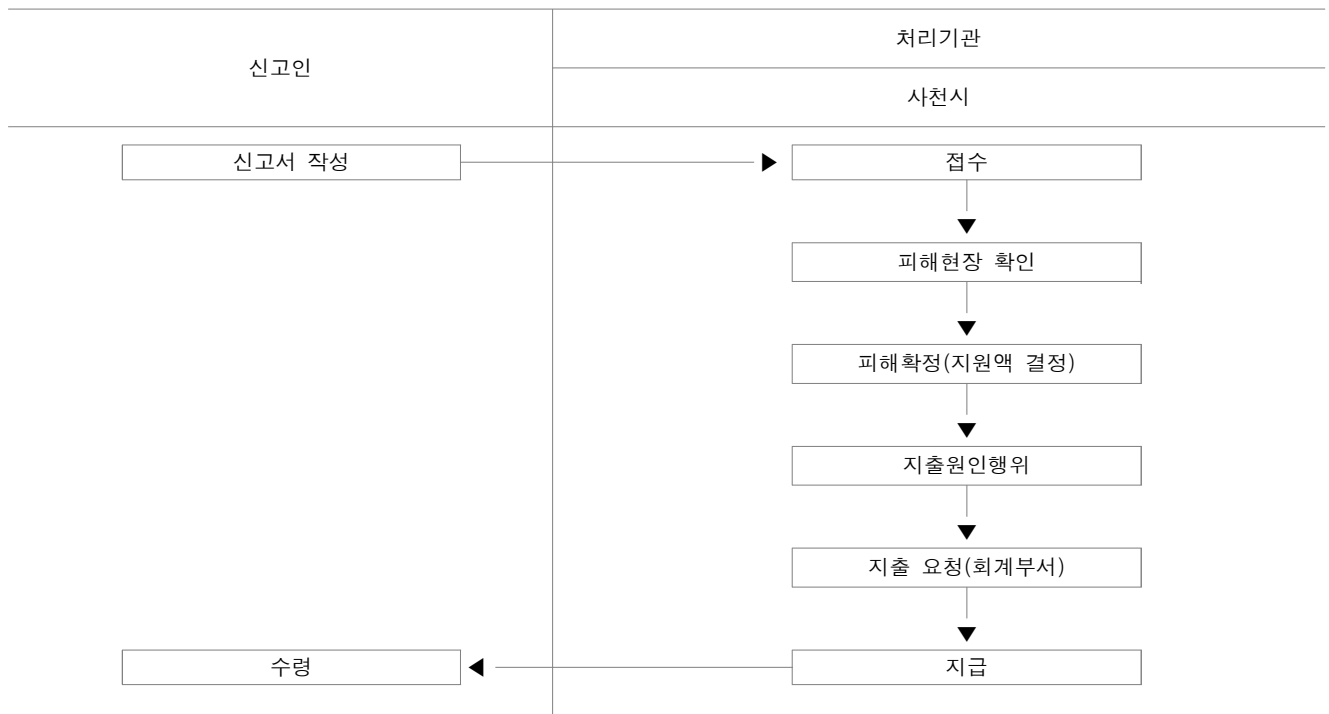 신고인
처리기관
사천시
신고서 작성
접수
피해현장 확인
피해확정(지원액 결정)
지출원인행위
지출 요청(회계부서)
수령
지급